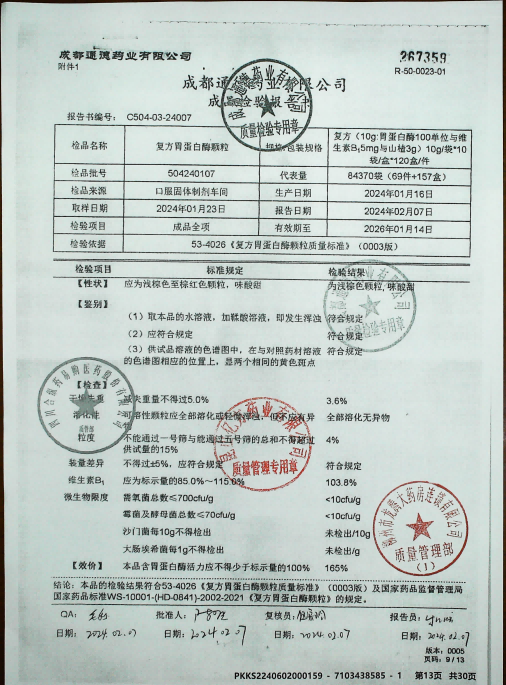 成都通德药业有限公司
附件1
267359
R-50-0023-01
成都通德药业有限公司
成品检验报告书
报告书编号: C504-03-24007
检品名称 复方胃蛋白酶颗粒 规格/包装规格 复方（10g:胃蛋白酶100单位与维生素B₁5mg与山楂3g）10g/袋*10袋/盒*120盒/件
检品批号 504240107 代表量 84370袋（69件+157盒）
检品来源 口服固体制剂车间 生产日期 2024年01月16日
取样日期 2024年01月23日 报告日期 2024年02月07日
检验项目 成品全项 有效期至 2026年01月14日
检验依据 53-4026《复方胃蛋白酶颗粒质量标准》（0003版）
检验项目 标准规定 检验结果
【性状】 应为浅棕色至棕红色颗粒，味酸甜 为浅棕色颗粒, 味酸甜
【鉴别】
（1）取本品的水溶液，加鞣酸溶液，即发生浑浊 符合规定
（2）应符合规定 符合规定
（3）供试品溶液的色谱图中，在与对照药材溶液的色谱图相应的位置上，显两个相同的黄色斑点 符合规定
【检查】
干燥失重 减失重量不得过5.0% 3.6%
溶化性 可溶性颗粒应全部溶化或轻微浑浊，但不应有异物 全部溶化无异物
粒度 不能通过一号筛与能通过五号筛的总和不得超过供试量的15% 4%
装量差异 不得过±5%，应符合规定 符合规定
维生素B₁ 应为标示量的85.0%～115.0% 103.8%
微生物限度 需氧菌总数≤700cfu/g <10cfu/g
霉菌及酵母菌总数≤70cfu/g <10cfu/g
沙门菌每10g不得检出 未检出/10g
大肠埃希菌每1g不得检出 未检出/g
【效价】 本品含胃蛋白酶活力应不得少于标示量的100% 165%
结论：本品的检验结果符合53-4026《复方胃蛋白酶颗粒质量标准》（0003版）及国家药品监督管理局
国家药品标准WS-10001-(HD-0841)-2002-2021《复方胃蛋白酶颗粒》的规定。
QA: 批准人: 复核员: 报告员:
日期: 2024.02.07 日期: 2024.02.07 日期: 2024.02.07 日期: 2024.02.07
版本: 0005
页码: 9 / 13
PKKS2240602000159 - 7103438585 - 1 第13页 共30页
质量检验专用章
质量检验专用章
质管部
质量管理专用章
柳州市龙腾大药房连锁有限公司
质量管理部
（1）